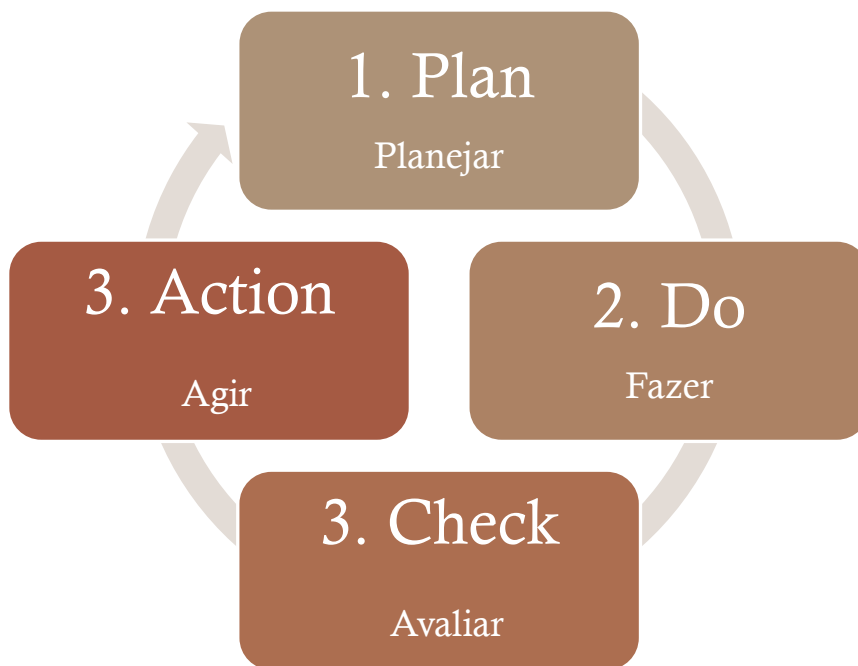 1. Plan
Planejar
2. Do
Fazer
3. Check
Avaliar
3. Action
Agir